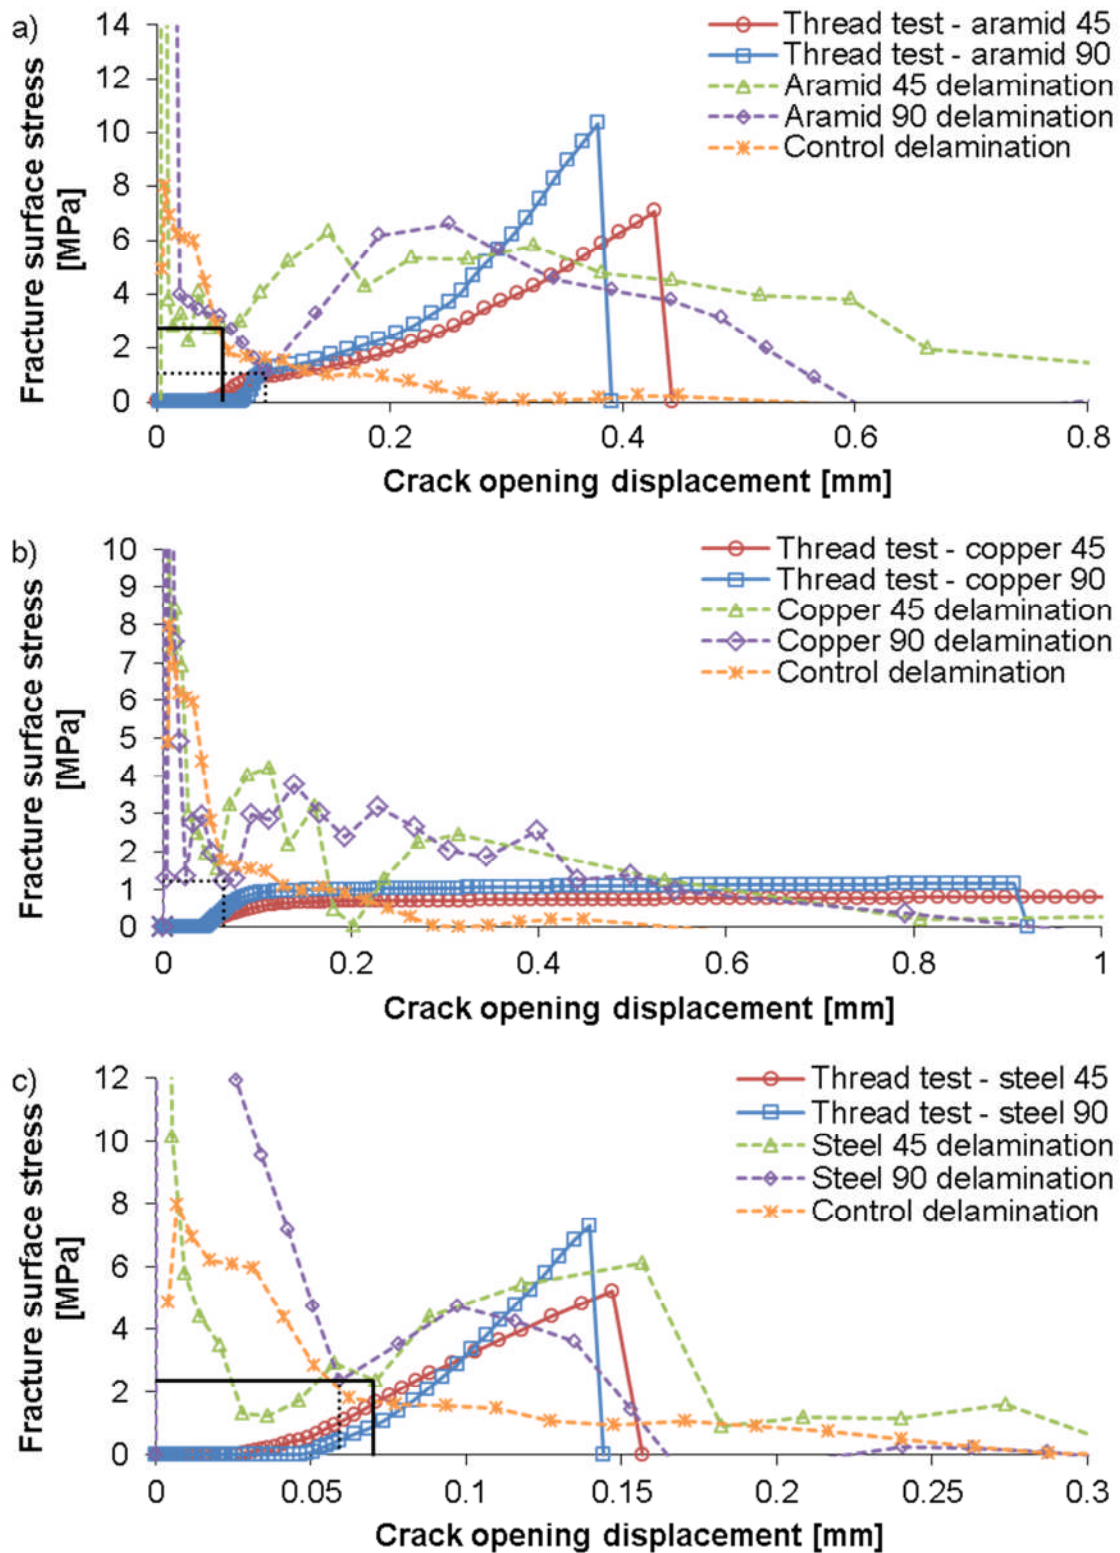 a)
Fracture surface stress
[MPa]
14
12
10
8
6
4
2
0
Thread test - aramid 45
Thread test - aramid 90
Aramid 45 delamination
Aramid 90 delamination
Control delamination
0 0.2 0.4 0.6 0.8
Crack opening displacement [mm]
b)
Fracture surface stress
[MPa]
10
9
8
7
6
5
4
3
2
1
0
Thread test - copper 45
Thread test - copper 90
Copper 45 delamination
Copper 90 delamination
Control delamination
0 0.2 0.4 0.6 0.8 1
Crack opening displacement [mm]
c)
Fracture surface stress
[MPa]
12
10
8
6
4
2
0
Thread test - steel 45
Thread test - steel 90
Steel 45 delamination
Steel 90 delamination
Control delamination
0 0.05 0.1 0.15 0.2 0.25 0.3
Crack opening displacement [mm]